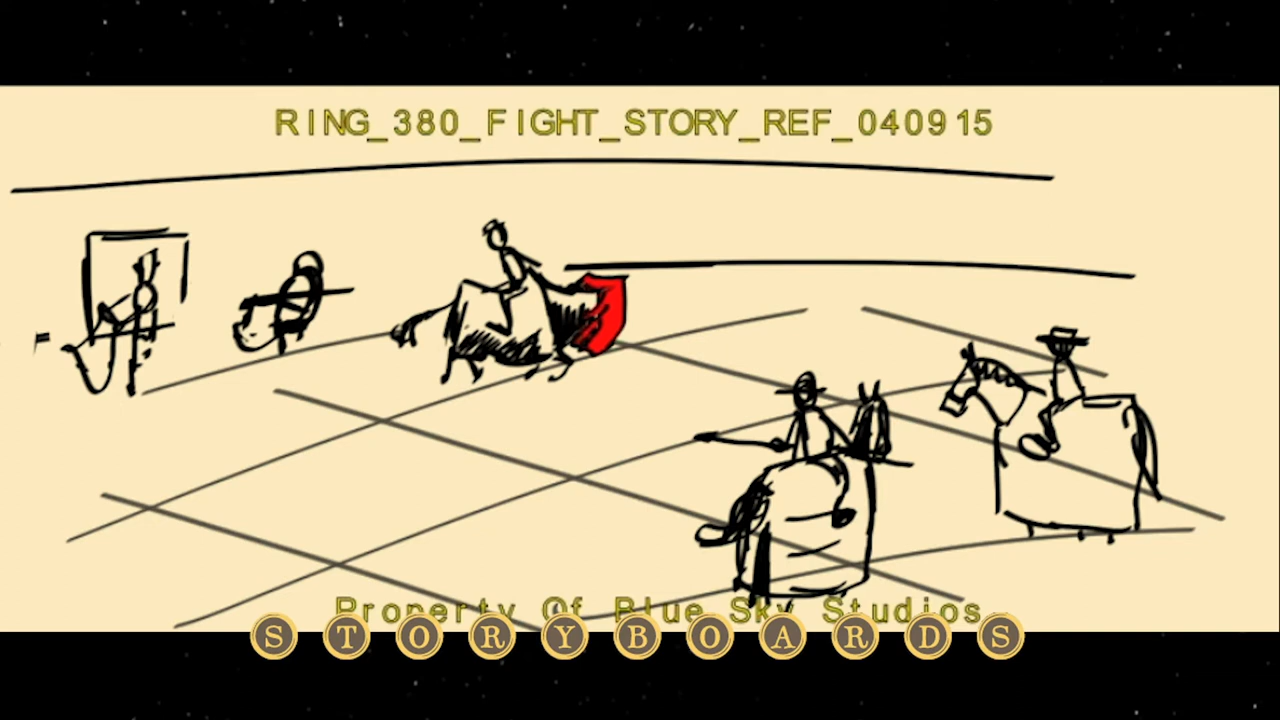 RING_380_FIGHT_STORY_REF_040915
Property Of Blue Sky Studios
STORYBOARDS